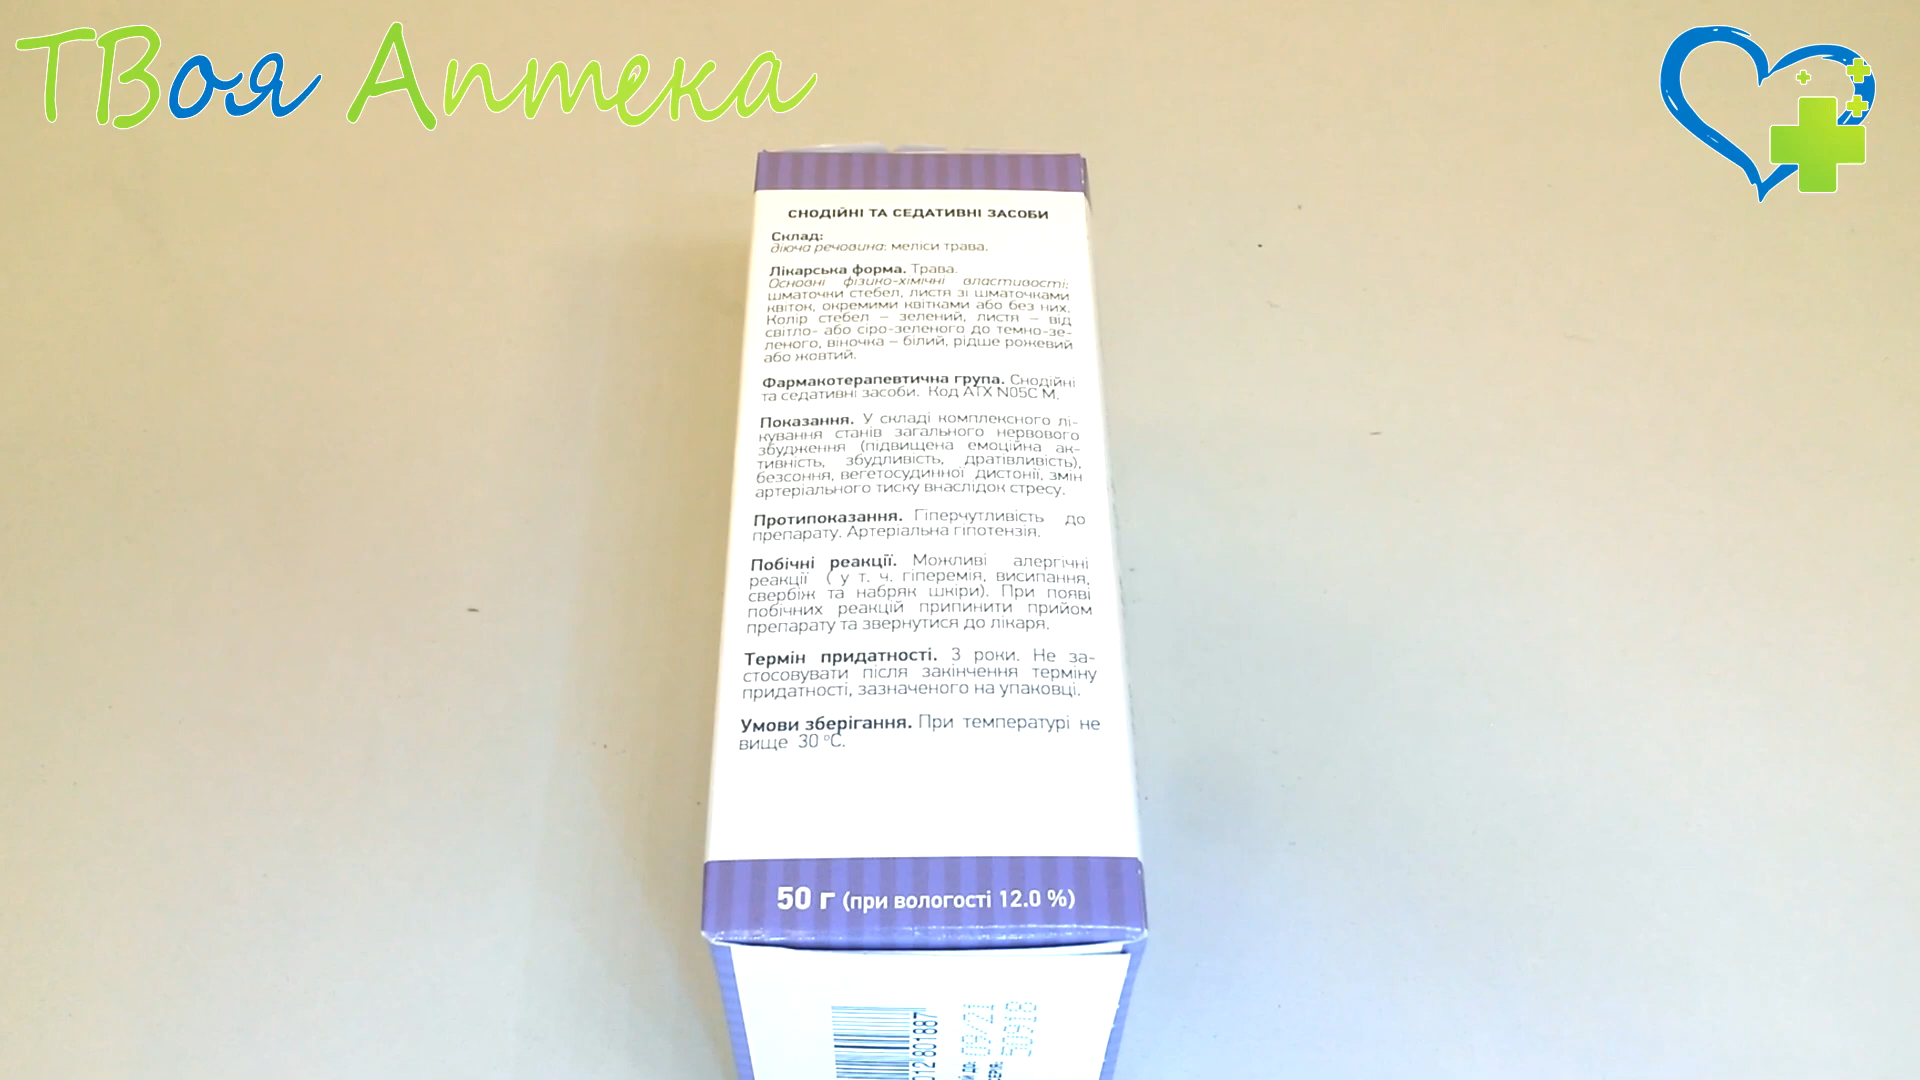 ТВоя Аптека
СНОДІЙНІ ТА СЕДАТИВНІ ЗАСОБИ
Склад:
діюча речовина: меліси трава.
Лікарська форма. Трава.
Основні фізико-хімічні властивості:
шматочки стебел, листя зі шматочками
квіток, окремими квітками або без них.
Колір стебел – зелений, листя – від
світло- або сіро-зеленого до темно-зе-
леного, віночка – білий, рідше рожевий
або жовтий.
Фармакотерапевтична група. Снодійні
та седативні засоби. Код АТХ N05C M.
Показання. У складі комплексного лі-
кування станів загального нервового
збудження (підвищена емоційна ак-
тивність, збудливість, дратівливість),
безсоння, вегетосудинної дистонії, змін
артеріального тиску внаслідок стресу.
Протипоказання. Гіперчутливість до
препарату. Артеріальна гіпотензія.
Побічні реакції. Можливі алергічні
реакції ( у т. ч. гіперемія, висипання,
свербіж та набряк шкіри). При появі
побічних реакцій припинити прийом
препарату та звернутися до лікаря.
Термін придатності. 3 роки. Не за-
стосовувати після закінчення терміну
придатності, зазначеного на упаковці.
Умови зберігання. При температурі не
вище 30 °С.
50 г (при вологості 12.0 %)
012 801887
09/21
50918